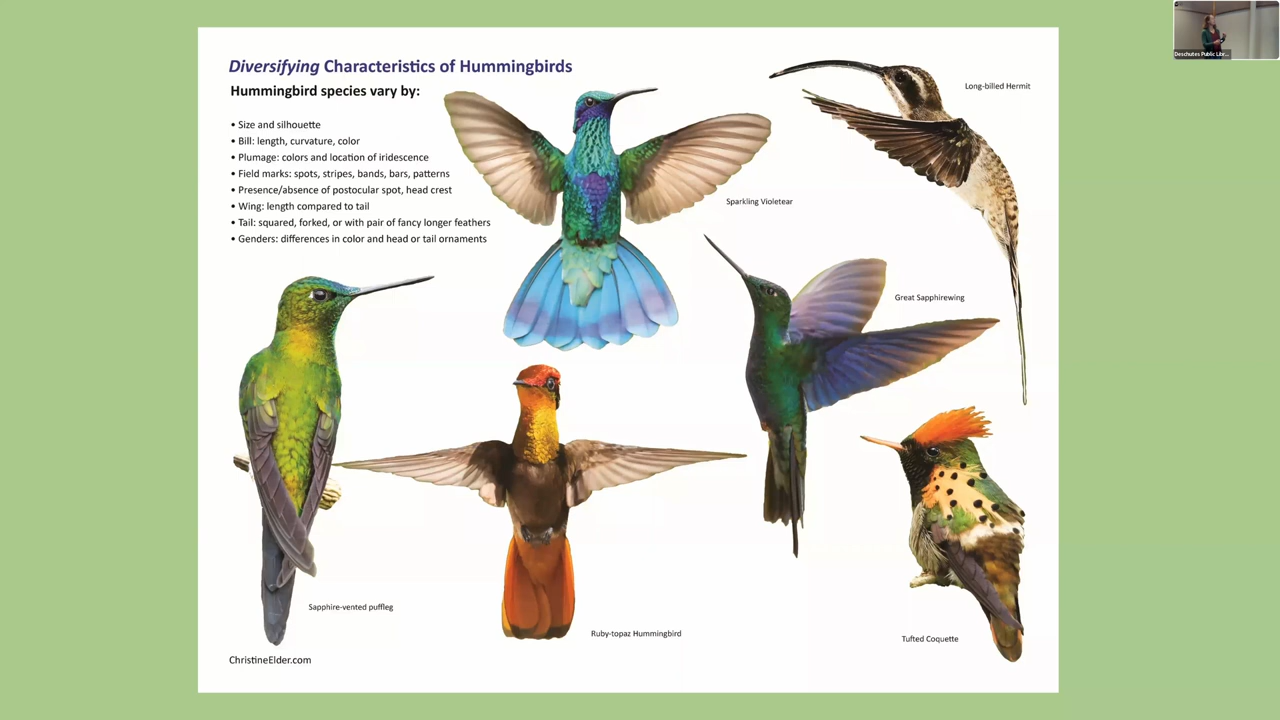 Diversifying Characteristics of Hummingbirds
Hummingbird species vary by:
• Size and silhouette
• Bill: length, curvature, color
• Plumage: colors and location of iridescence
• Field marks: spots, stripes, bands, bars, patterns
• Presence/absence of postocular spot, head crest
• Wing: length compared to tail
• Tail: squared, forked, or with pair of fancy longer feathers
• Genders: differences in color and head or tail ornaments
Long-billed Hermit
Sparkling Violetear
Great Sapphirewing
Sapphire-vented puffleg
Ruby-topaz Hummingbird
Tufted Coquette
ChristineElder.com
Deschutes Public Libr...